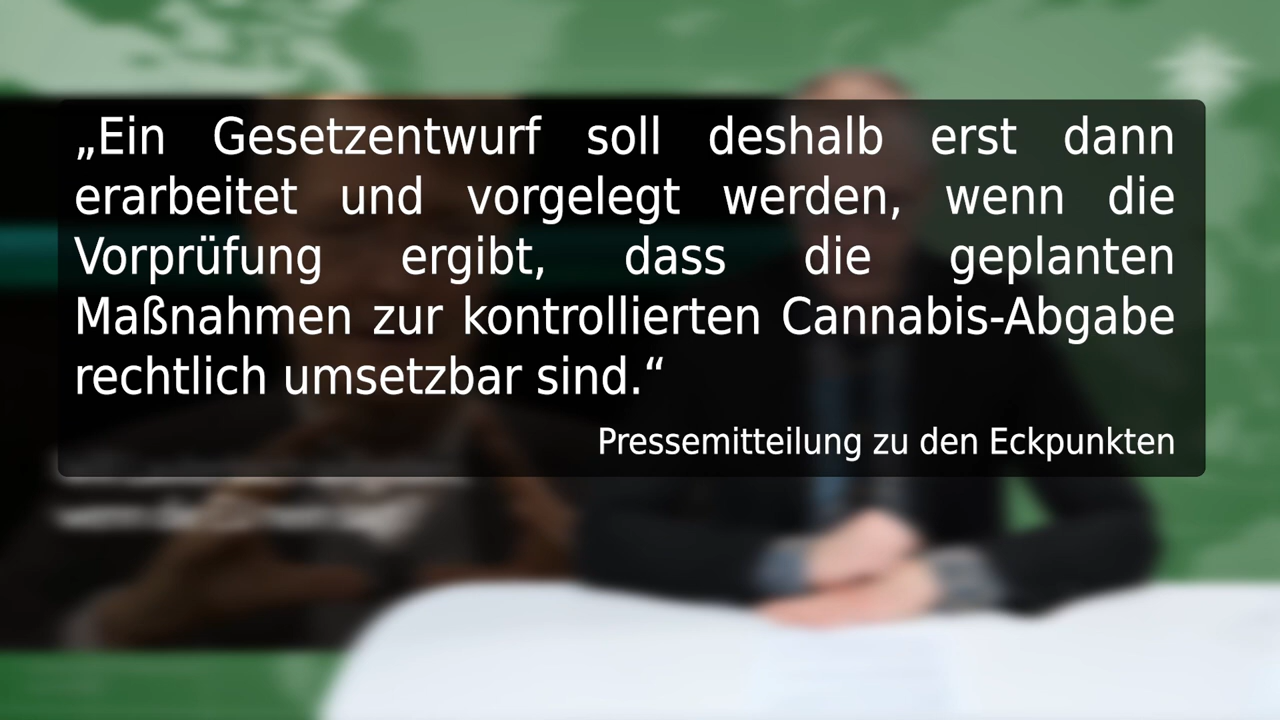 „Ein Gesetzentwurf soll deshalb erst dann
erarbeitet und vorgelegt werden, wenn die
Vorprüfung ergibt, dass die geplanten
Maßnahmen zur kontrollierten Cannabis-Abgabe
rechtlich umsetzbar sind.“
Pressemitteilung zu den Eckpunkten